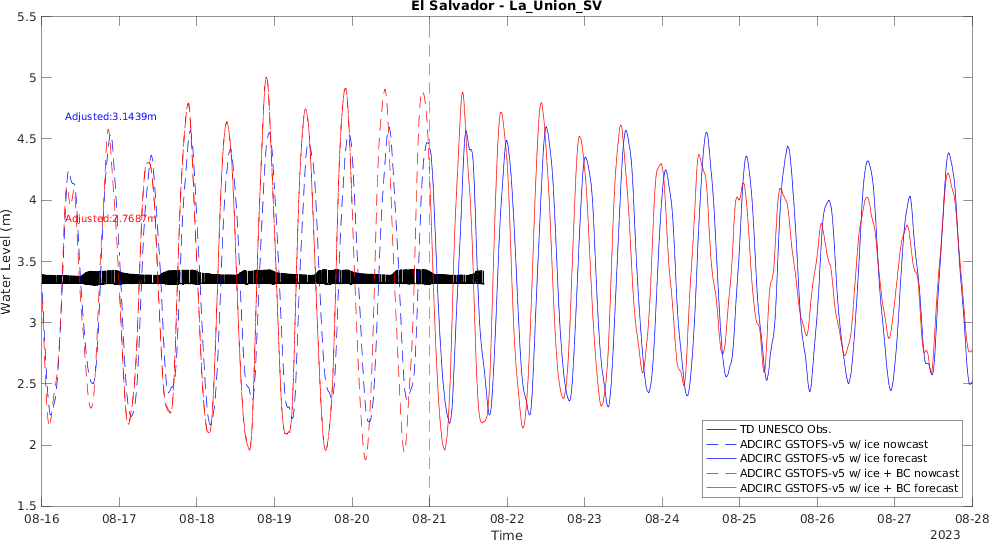 El Salvador - La_Union_SV
5.5
5
4.5
4
3.5
3
2.5
2
1.5
Water Level (m)
Adjusted:3.1439m
Adjusted:2.7687m
TD UNESCO Obs.
ADCIRC GSTOFS-v5 w/ ice nowcast
ADCIRC GSTOFS-v5 w/ ice forecast
ADCIRC GSTOFS-v5 w/ ice + BC nowcast
ADCIRC GSTOFS-v5 w/ ice + BC forecast
08-16 08-17 08-18 08-19 08-20 08-21 08-22 08-23 08-24 08-25 08-26 08-27 08-28
Time
2023